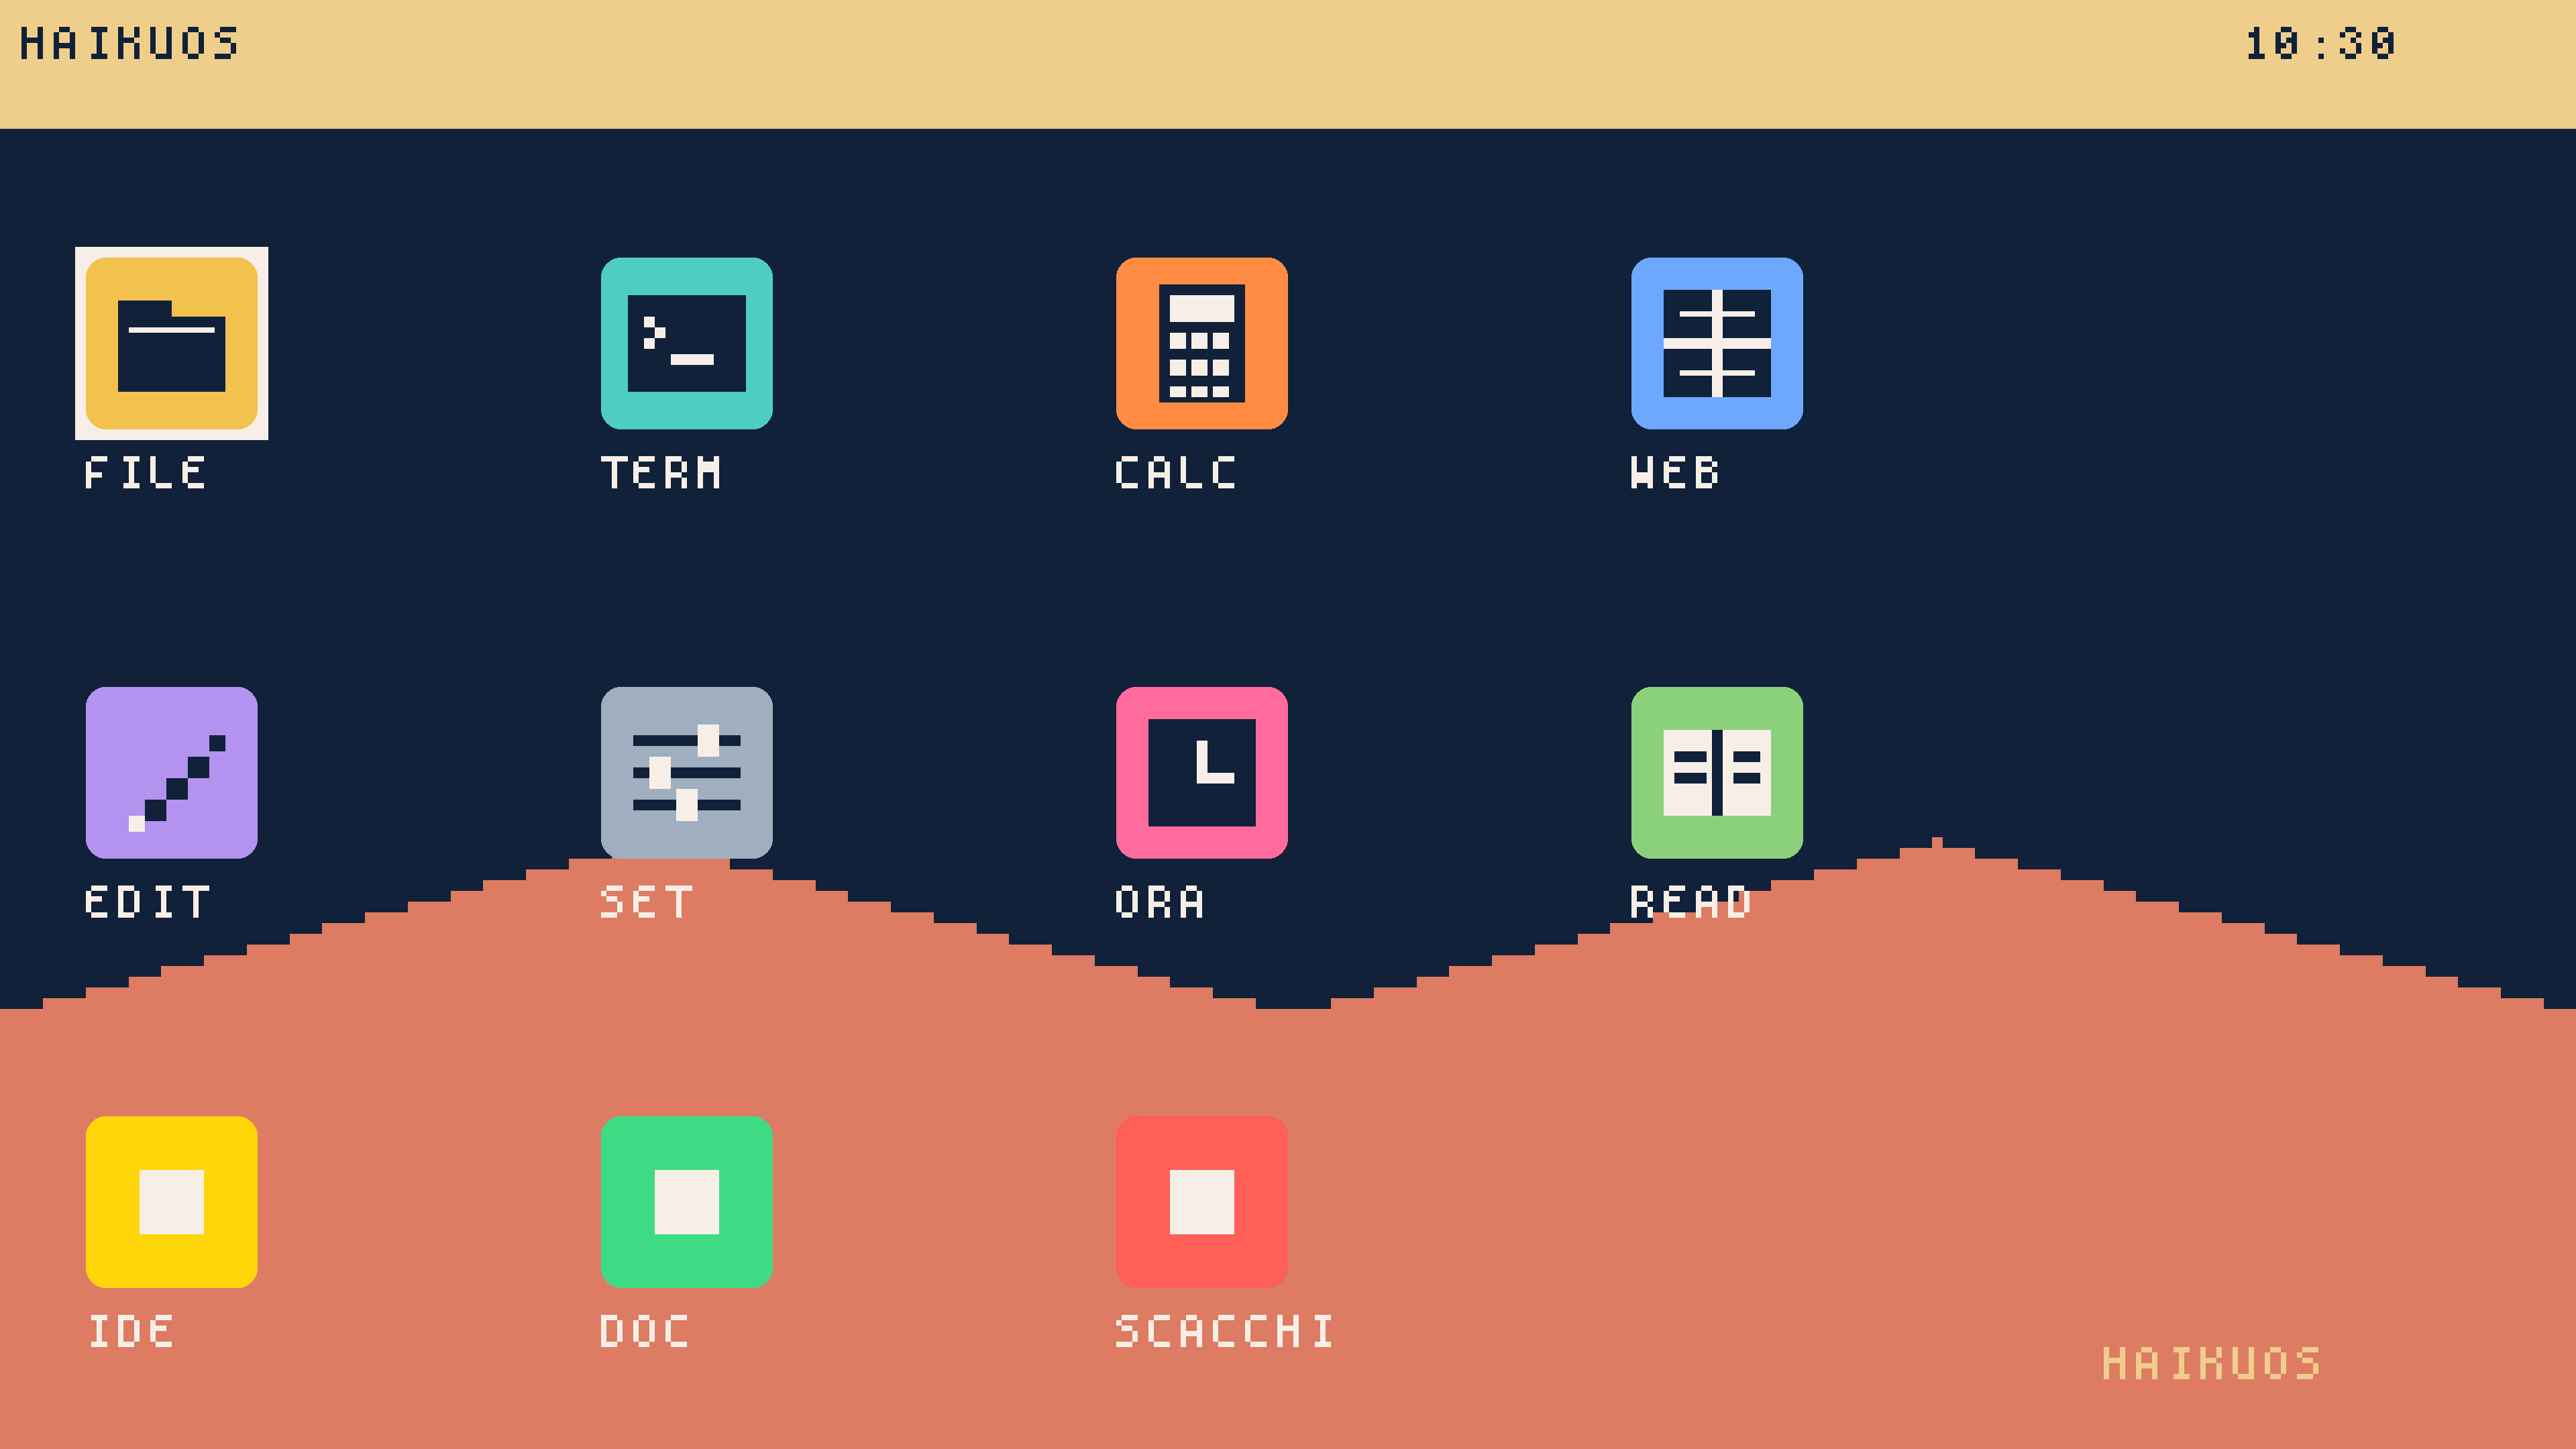 HAIKUOS 10:30
FILE TERM CALC WEB
EDIT SET ORA READ
IDE DOC SCACCHI
HAIKUOS